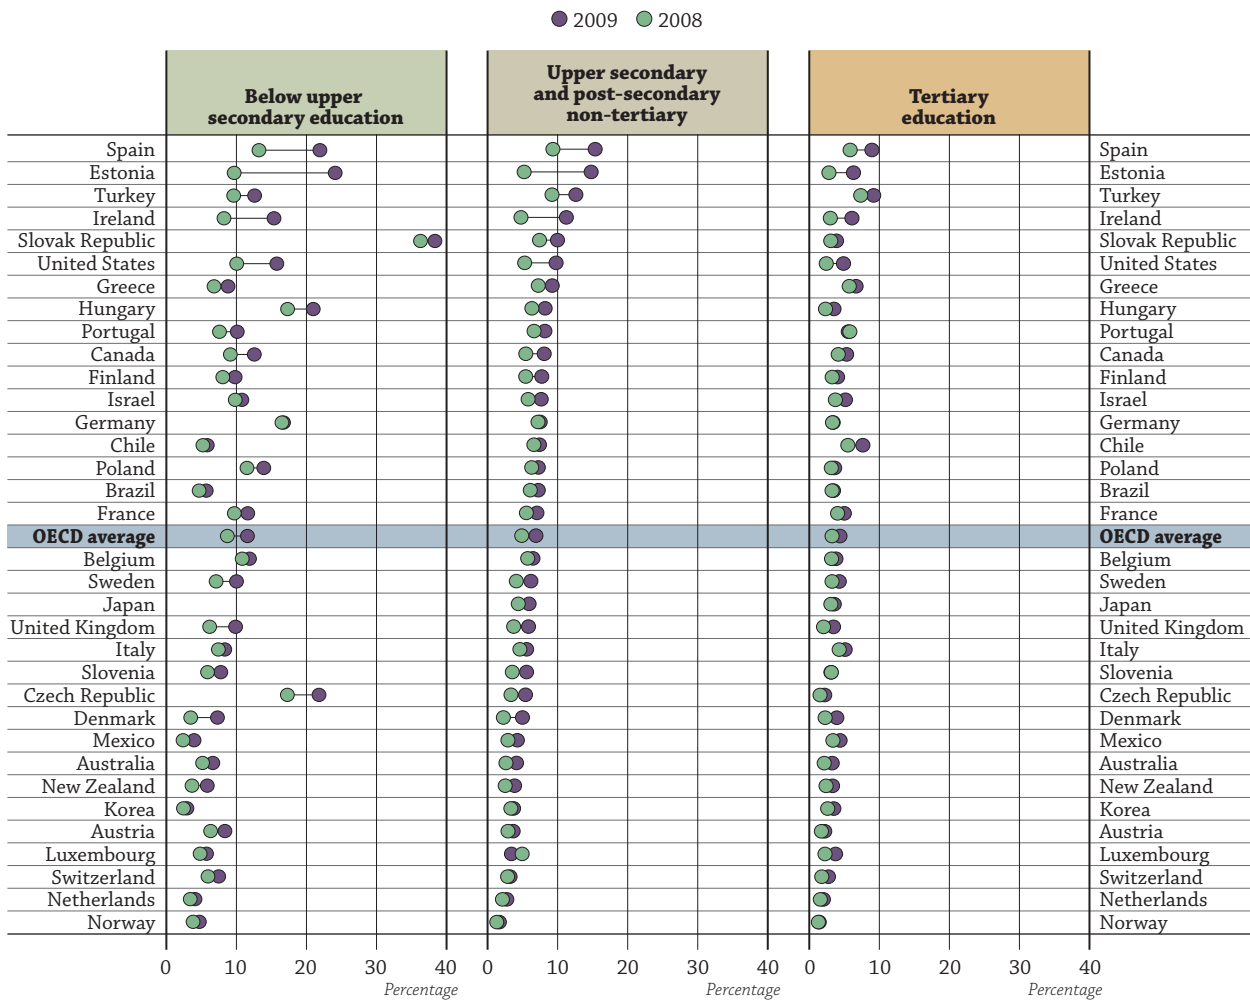 2009 2008
Below upper
secondary education
Upper secondary
and post-secondary
non-tertiary
Tertiary
education
Spain Spain
Estonia Estonia
Turkey Turkey
Ireland Ireland
Slovak Republic Slovak Republic
United States United States
Greece Greece
Hungary Hungary
Portugal Portugal
Canada Canada
Finland Finland
Israel Israel
Germany Germany
Chile Chile
Poland Poland
Brazil Brazil
France France
OECD average OECD average
Belgium Belgium
Sweden Sweden
Japan Japan
United Kingdom United Kingdom
Italy Italy
Slovenia Slovenia
Czech Republic Czech Republic
Denmark Denmark
Mexico Mexico
Australia Australia
New Zealand New Zealand
Korea Korea
Austria Austria
Luxembourg Luxembourg
Switzerland Switzerland
Netherlands Netherlands
Norway Norway
0 10 20 30 40 0 10 20 30 40 0 10 20 30 40
Percentage Percentage Percentage